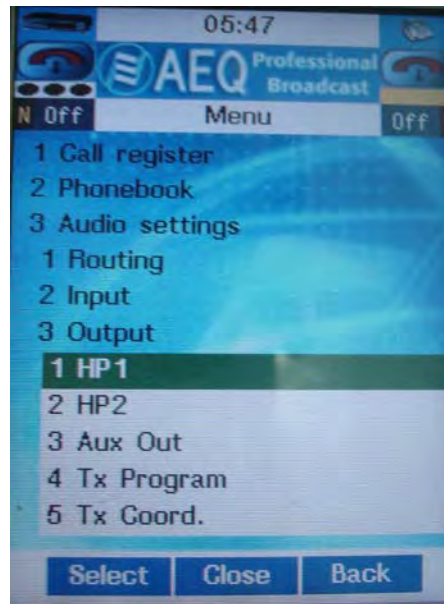 05:47
AEQ Professional Broadcast
N Off Menu Off
1 Call register
2 Phonebook
3 Audio settings
1 Routing
2 Input
3 Output
1 HP1
2 HP2
3 Aux Out
4 Tx Program
5 Tx Coord.
Select Close Back